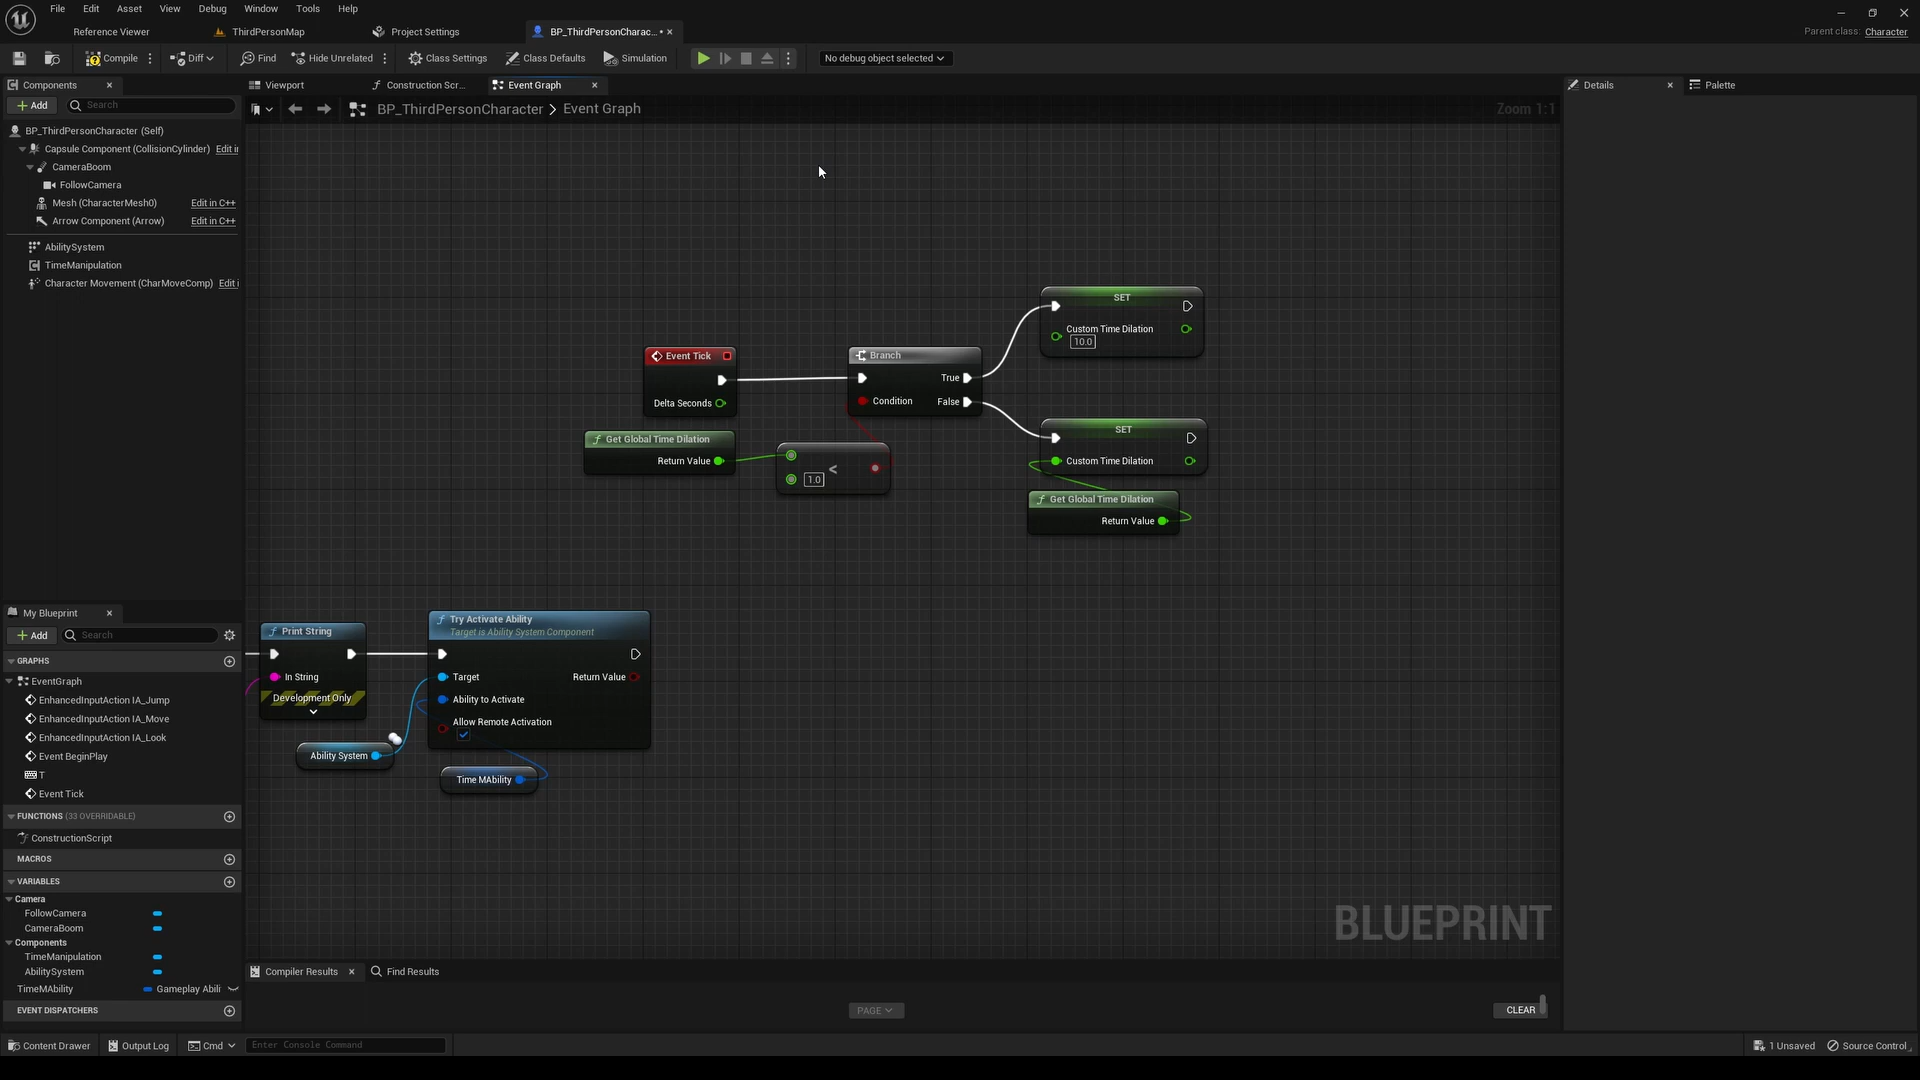 File Edit Asset View Debug Window Tools Help
Reference Viewer ThirdPersonMap Project Settings BP_ThirdPersonCharac... • Parent class: Character
Compile Diff Find Hide Unrelated Class Settings Class Defaults Simulation No debug object selected
Components Viewport Construction Scr... Event Graph Details Palette
Add Search BP_ThirdPersonCharacter > Event Graph Zoom 1:1
BP_ThirdPersonCharacter (Self)
Capsule Component (CollisionCylinder) Edit i
CameraBoom
FollowCamera
Mesh (CharacterMesh0) Edit in C++
Arrow Component (Arrow) Edit in C++
AbilitySystem
TimeManipulation
Character Movement (CharMoveComp) Edit i
SET
Custom Time Dilation
10.0
Event Tick
Delta Seconds
Branch
True
Condition False
SET
Custom Time Dilation
Get Global Time Dilation
Return Value
<
1.0
Get Global Time Dilation
Return Value
Print String
In String
Development Only
Try Activate Ability
Target is Ability System Component
Target Return Value
Ability to Activate
Allow Remote Activation
Ability System
Time MAbility
BLUEPRINT
My Blueprint
Add Search
GRAPHS
EventGraph
EnhancedInputAction IA_Jump
EnhancedInputAction IA_Move
EnhancedInputAction IA_Look
Event BeginPlay
T
Event Tick
FUNCTIONS (33 OVERRIDABLE)
ConstructionScript
MACROS
VARIABLES
Camera
FollowCamera
CameraBoom
Components
TimeManipulation
AbilitySystem
TimeMAbility Gameplay Abili
EVENT DISPATCHERS
Compiler Results Find Results
PAGE CLEAR
Content Drawer Output Log Cmd Enter Console Command 1 Unsaved Source Control